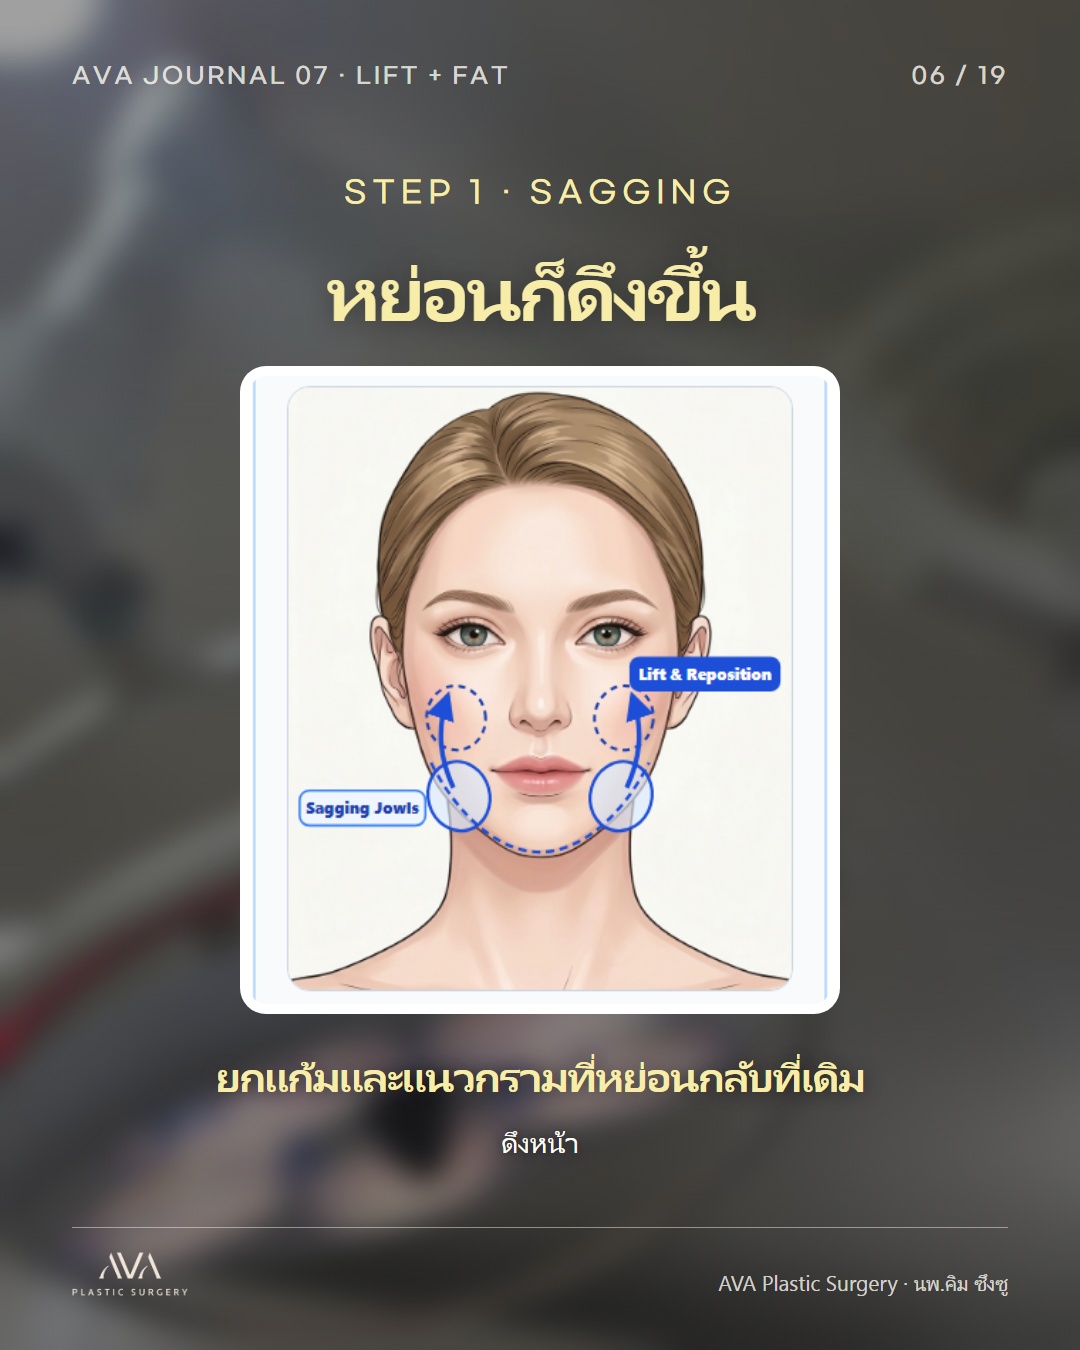 AVA JOURNAL 07 · LIFT + FAT
06 / 19
STEP 1 · SAGGING
หย่อนก็ดึงขึ้น
Lift & Reposition
Sagging Jowls
ยกแก้มและแนวกรามที่หย่อนกลับที่เดิม
ดึงหน้า
AVA
PLASTIC SURGERY
AVA Plastic Surgery · นพ.คิม ซึงซู